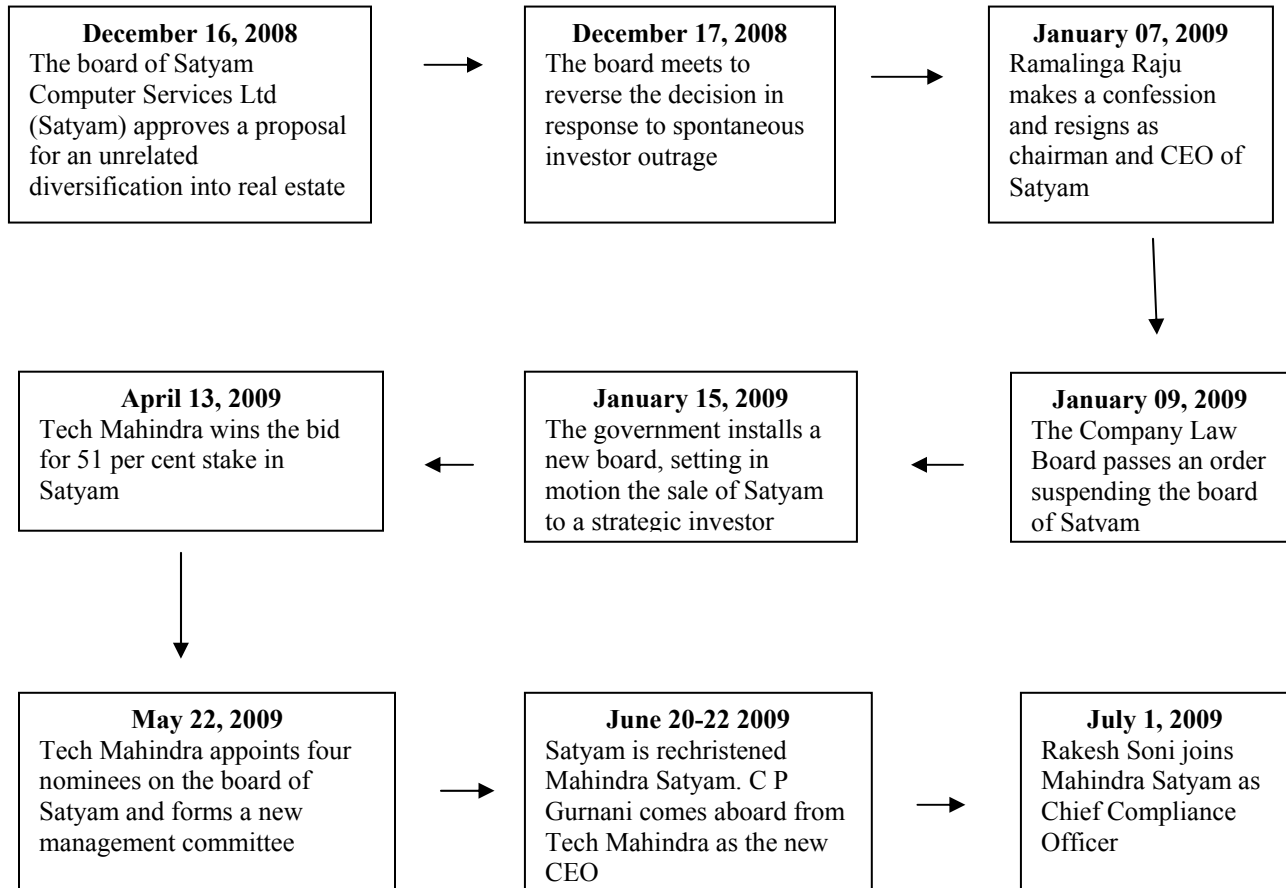 December 16, 2008
The board of Satyam
Computer Services Ltd
(Satyam) approves a proposal
for an unrelated
diversification into real estate
December 17, 2008
The board meets to
reverse the decision in
response to spontaneous
investor outrage
January 07, 2009
Ramalinga Raju
makes a confession
and resigns as
chairman and CEO of
Satyam
January 09, 2009
The Company Law
Board passes an order
suspending the board
of Satyam
January 15, 2009
The government installs a
new board, setting in
motion the sale of Satyam
to a strategic investor
April 13, 2009
Tech Mahindra wins the bid
for 51 per cent stake in
Satyam
May 22, 2009
Tech Mahindra appoints four
nominees on the board of
Satyam and forms a new
management committee
June 20-22 2009
Satyam is rechristened
Mahindra Satyam. C P
Gurnani comes aboard from
Tech Mahindra as the new
CEO
July 1, 2009
Rakesh Soni joins
Mahindra Satyam as
Chief Compliance
Officer